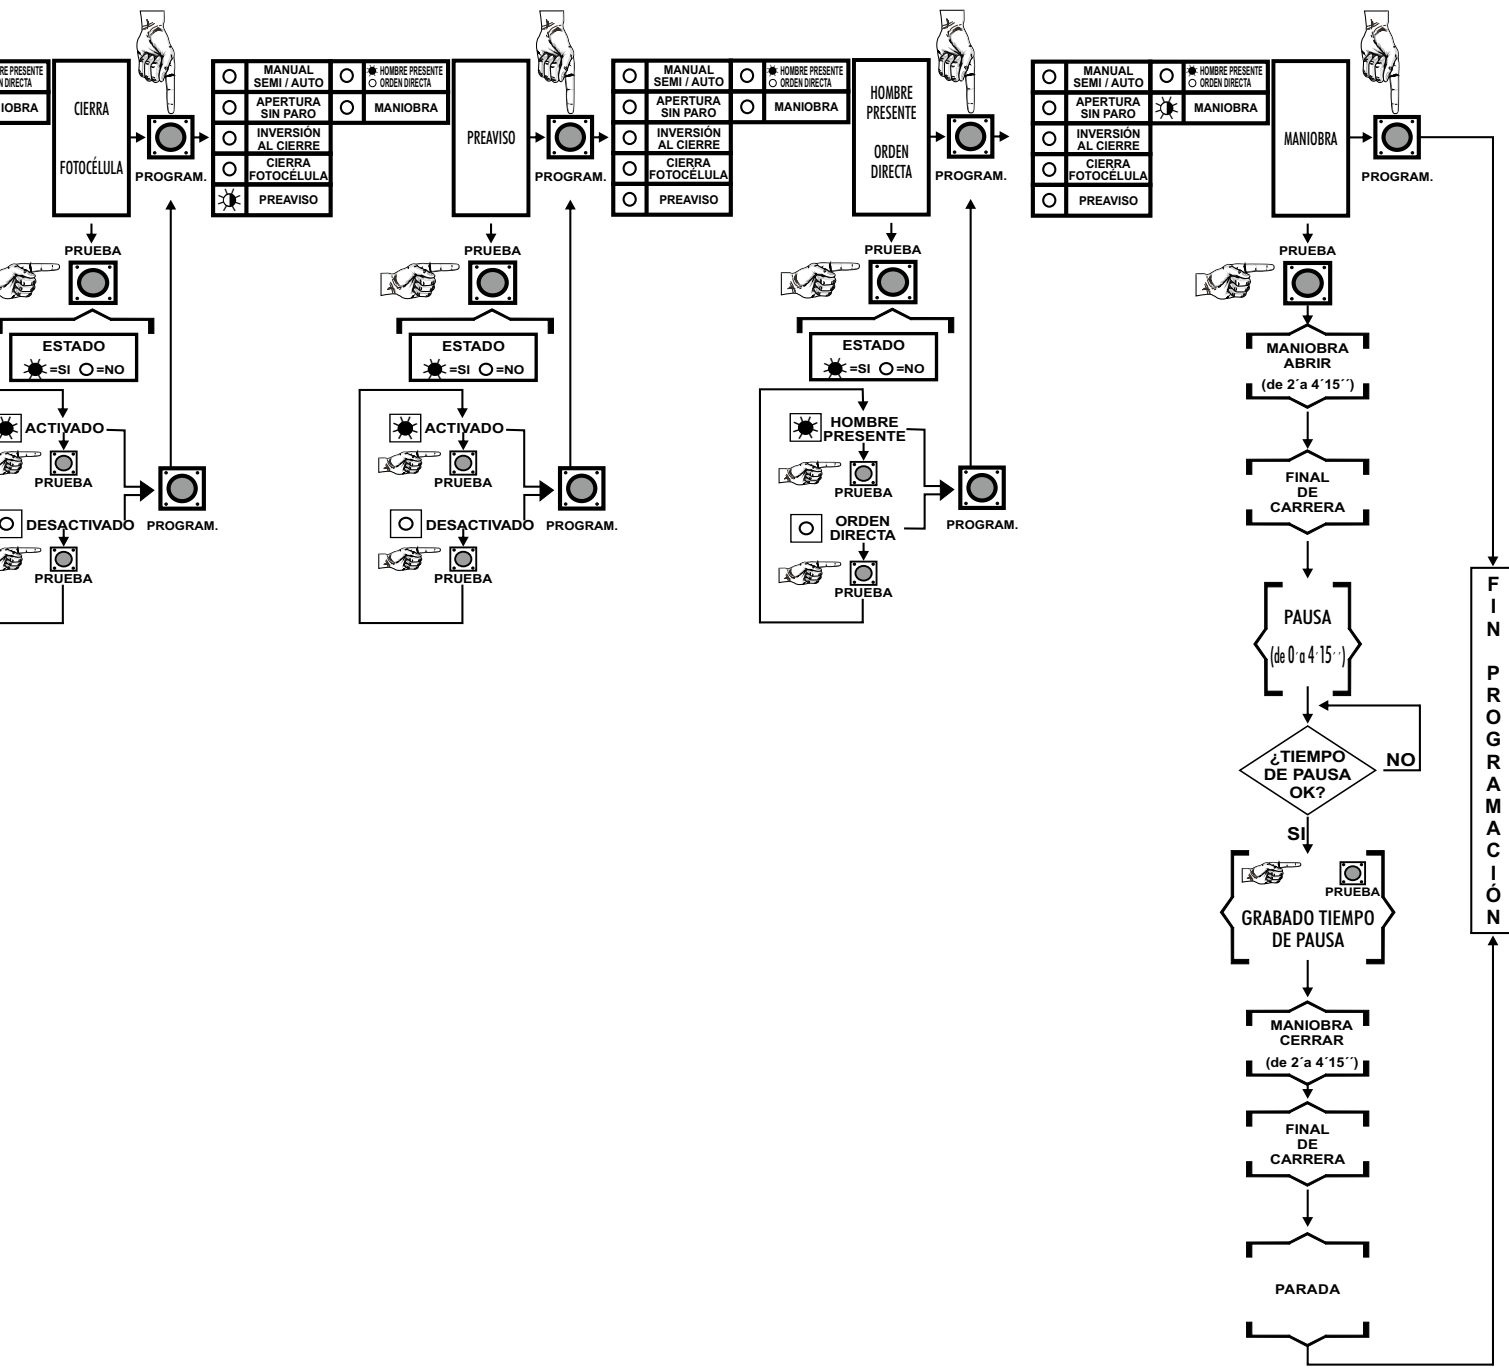 RE PRESENTE
N DIRECTA
IOBRA
CIERRA
FOTOCÉLULA
PROGRAM.
PRUEBA
ESTADO
=SI =NO
ACTIVADO
PRUEBA
DESACTIVADO
PROGRAM.
PRUEBA
MANUAL
SEMI / AUTO
HOMBRE PRESENTE
ORDEN DIRECTA
APERTURA
SIN PARO
MANIOBRA
INVERSIÓN
AL CIERRE
CIERRA
FOTOCÉLULA
PREAVISO
PREAVISO
PROGRAM.
PRUEBA
ESTADO
=SI =NO
ACTIVADO
PRUEBA
DESACTIVADO
PROGRAM.
PRUEBA
MANUAL
SEMI / AUTO
HOMBRE PRESENTE
ORDEN DIRECTA
APERTURA
SIN PARO
MANIOBRA
INVERSIÓN
AL CIERRE
CIERRA
FOTOCÉLULA
PREAVISO
HOMBRE
PRESENTE
ORDEN
DIRECTA
PROGRAM.
PRUEBA
ESTADO
=SI =NO
HOMBRE
PRESENTE
PRUEBA
ORDEN
DIRECTA
PROGRAM.
PRUEBA
MANUAL
SEMI / AUTO
HOMBRE PRESENTE
ORDEN DIRECTA
APERTURA
SIN PARO
MANIOBRA
INVERSIÓN
AL CIERRE
CIERRA
FOTOCÉLULA
PREAVISO
MANIOBRA
PROGRAM.
PRUEBA
MANIOBRA
ABRIR
(de 2´a 4´15´´)
FINAL
DE
CARRERA
PAUSA
(de 0´a 4´15´´)
¿TIEMPO
DE PAUSA
OK?
NO
SI
PRUEBA
GRABADO TIEMPO
DE PAUSA
MANIOBRA
CERRAR
(de 2´a 4´15´´)
FINAL
DE
CARRERA
PARADA
FIN PROGRAMACIÓN